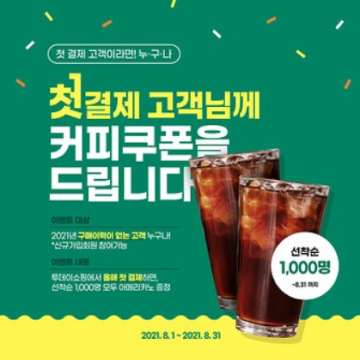 첫 결제 고객이라면! 누·구·나
첫결제 고객님께
커피쿠폰을
드립니다
이벤트 대상
2021년 구매이력이 없는 고객 누구나!
*신규가입회원 참여가능
이벤트 내용
투데이쇼핑에서 올해 첫 결제하면,
선착순 1,000명 모두 아메리카노 증정
선착순
1,000명
~8.31 까지
2021. 8. 1 ~ 2021. 8. 31